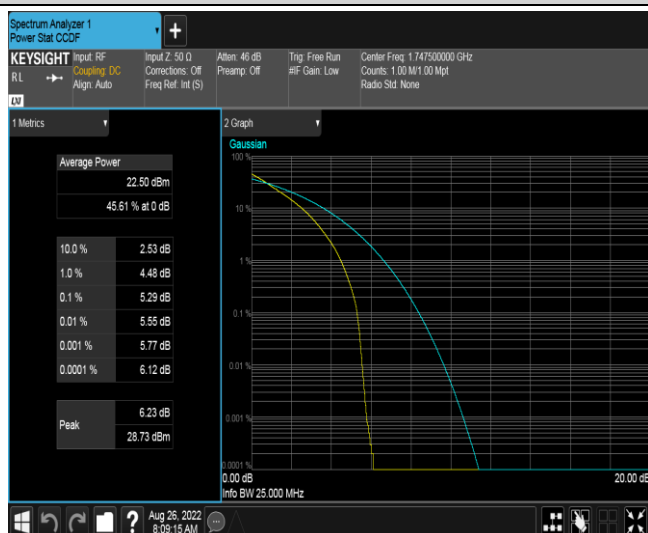 Spectrum Analyzer 1
Power Stat CCDF
+
KEYSIGHT
RL
LXI
Input: RF
Coupling: DC
Align: Auto
Input Z: 50 Ω
Corrections: Off
Freq Ref: Int (S)
Atten: 46 dB
Preamp: Off
Trig: Free Run
#IF Gain: Low
Center Freq: 1.747500000 GHz
Counts: 1.00 M/1.00 Mpt
Radio Std: None
1 Metrics
Average Power
22.50 dBm
45.61 % at 0 dB
10.0 % 2.53 dB
1.0 % 4.48 dB
0.1 % 5.29 dB
0.01 % 5.55 dB
0.001 % 5.77 dB
0.0001 % 6.12 dB
Peak
6.23 dB
28.73 dBm
2 Graph
Gaussian
100 %
10 %
1 %
0.1 %
0.01 %
0.001 %
0.0001 %
0.00 dB
20.00 dB
Info BW 25.000 MHz
?
Aug 26, 2022
8:09:15 AM